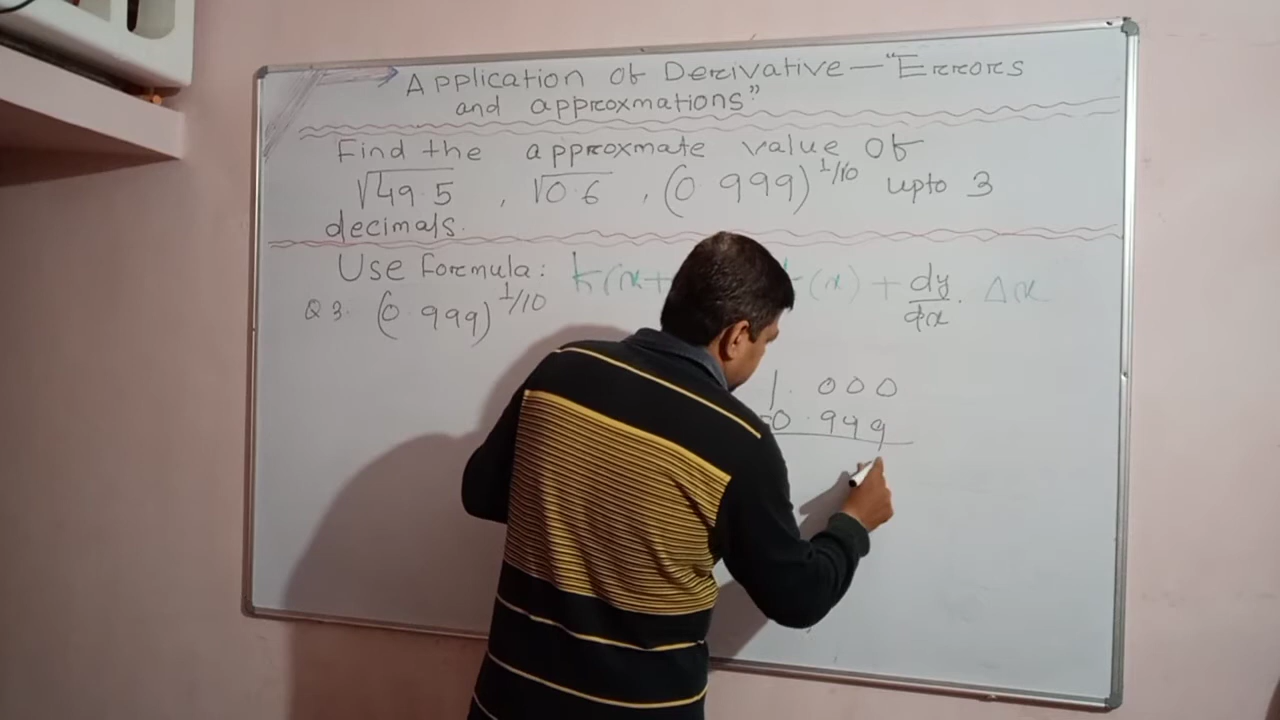 Application of Derivative — "Errors
and approxmations"
Find the approxmate value of
√49.5 , √0.6 , (0.999)^1/10 upto 3
decimals.
Use formula: f(x+ f(x) + dy/dx . Δx
Q 3. (0.999)^1/10
1.000
-0.999